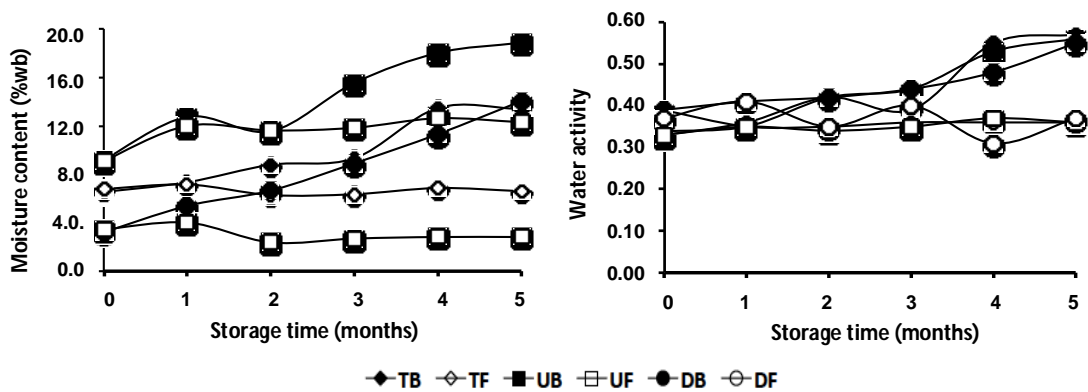 Moisture content (%wb)
20.0
16.0
12.0
8.0
4.0
0.0
0 1 2 3 4 5
Storage time (months)
Water activity
0.60
0.50
0.40
0.30
0.20
0.10
0.00
0 1 2 3 4 5
Storage time (months)
TB TF UB UF DB DF